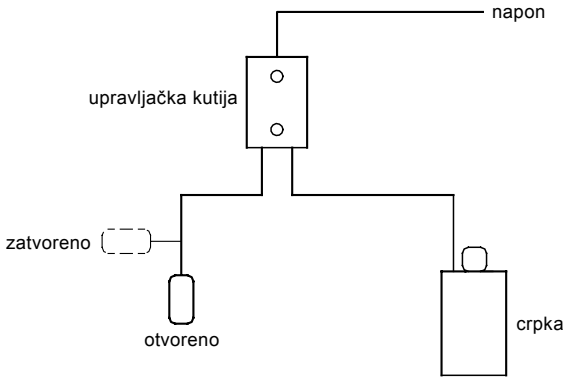 napon
upravljačka kutija
zatvoreno
otvoreno
crpka